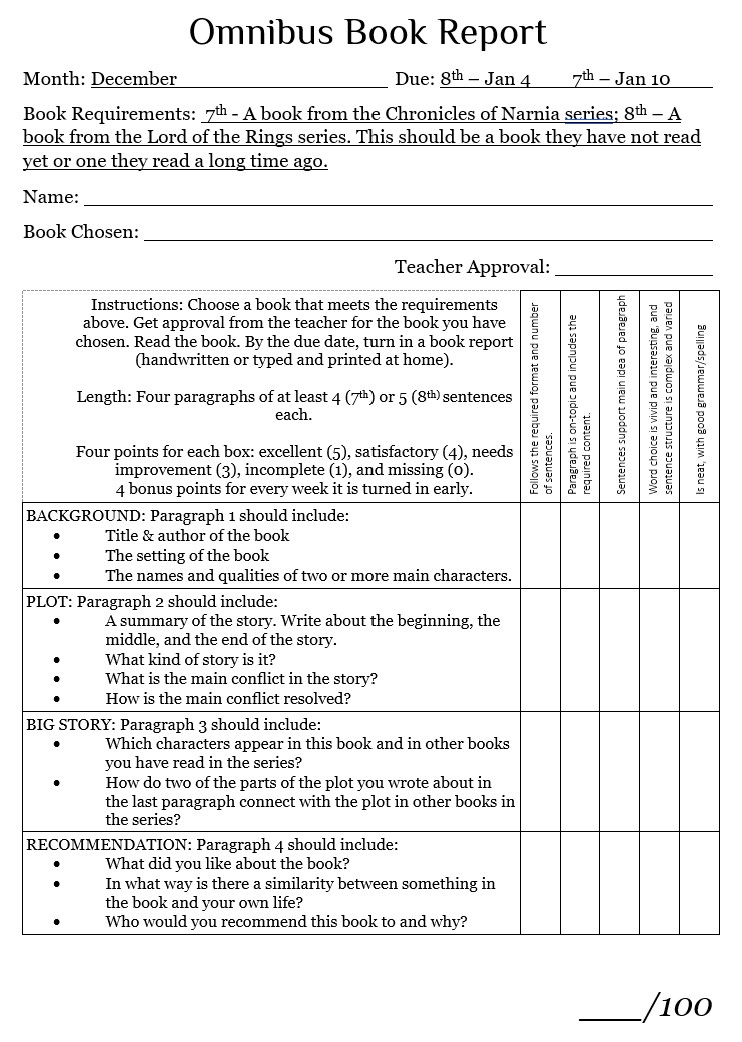 Omnibus Book Report
Month: December Due: 8th – Jan 4 7th – Jan 10
Book Requirements: 7th - A book from the Chronicles of Narnia series; 8th – A
book from the Lord of the Rings series. This should be a book they have not read
yet or one they read a long time ago.
Name:
Book Chosen:
Teacher Approval:
Instructions: Choose a book that meets the requirements
above. Get approval from the teacher for the book you have
chosen. Read the book. By the due date, turn in a book report
(handwritten or typed and printed at home).
Length: Four paragraphs of at least 4 (7th) or 5 (8th) sentences
each.
Four points for each box: excellent (5), satisfactory (4), needs
improvement (3), incomplete (1), and missing (0).
4 bonus points for every week it is turned in early.
Follows the required format and number
of sentences.
Paragraph is on-topic and includes the
required content.
Sentences support main idea of paragraph
Word choice is vivid and interesting, and
sentence structure is complex and varied
Is neat, with good grammar/spelling
BACKGROUND: Paragraph 1 should include:
• Title & author of the book
• The setting of the book
• The names and qualities of two or more main characters.
PLOT: Paragraph 2 should include:
• A summary of the story. Write about the beginning, the
middle, and the end of the story.
• What kind of story is it?
• What is the main conflict in the story?
• How is the main conflict resolved?
BIG STORY: Paragraph 3 should include:
• Which characters appear in this book and in other books
you have read in the series?
• How do two of the parts of the plot you wrote about in
the last paragraph connect with the plot in other books in
the series?
RECOMMENDATION: Paragraph 4 should include:
• What did you like about the book?
• In what way is there a similarity between something in
the book and your own life?
• Who would you recommend this book to and why?
/100